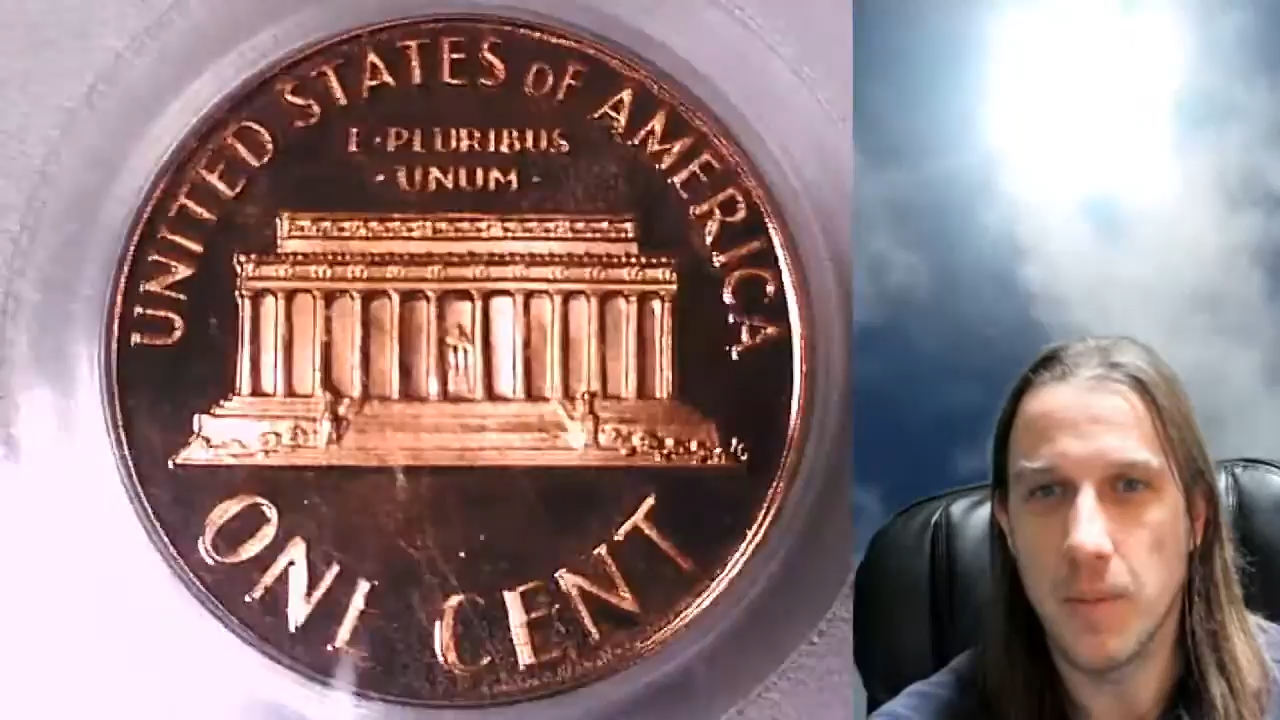 UNITED STATES OF AMERICA
E·PLURIBUS
·UNUM·
ONE CENT